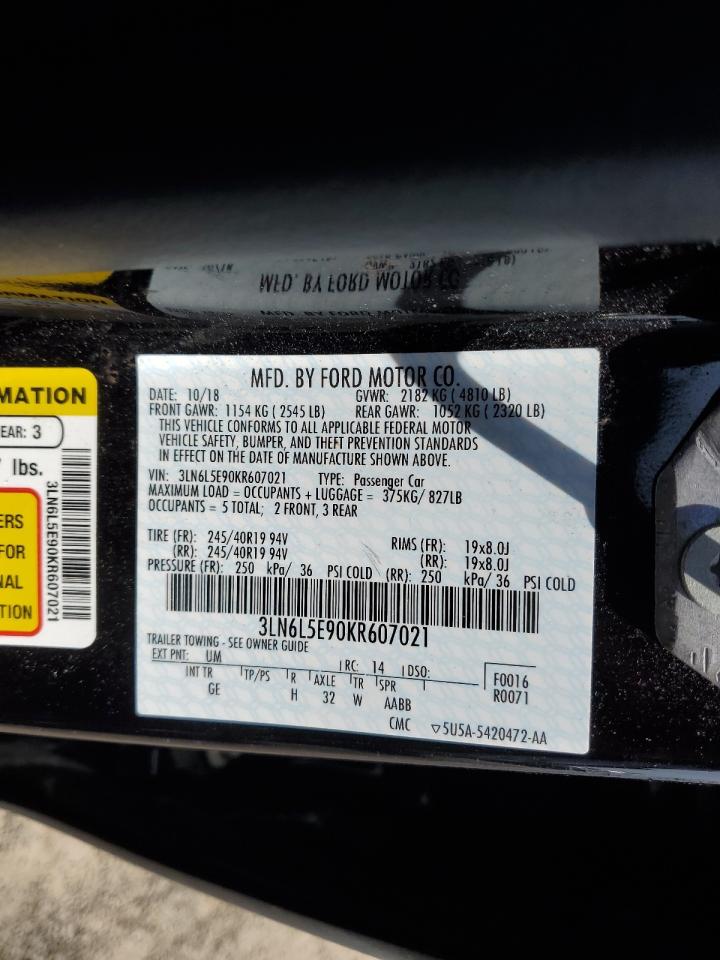 MFD. BY FORD MOTOR CO.
DATE: 10/18 GVWR: 2182 KG ( 4810 LB)
FRONT GAWR: 1154 KG ( 2545 LB) REAR GAWR: 1052 KG ( 2320 LB)
THIS VEHICLE CONFORMS TO ALL APPLICABLE FEDERAL MOTOR
VEHICLE SAFETY, BUMPER, AND THEFT PREVENTION STANDARDS
IN EFFECT ON THE DATE OF MANUFACTURE SHOWN ABOVE.
VIN: 3LN6L5E90KR607021 TYPE: Passenger Car
MAXIMUM LOAD = OCCUPANTS + LUGGAGE = 375KG/ 827LB
OCCUPANTS = 5 TOTAL; 2 FRONT, 3 REAR
TIRE (FR): 245/40R19 94V RIMS (FR): 19x8.0J
(RR): 245/40R19 94V (RR): 19x8.0J
PRESSURE (FR): 250 kPa/ 36 PSI COLD (RR): 250 kPa/ 36 PSI COLD
3LN6L5E90KR607021
TRAILER TOWING - SEE OWNER GUIDE
EXT PNT: UM RC: 14 DSO: F0016
INT TR TP/PS R AXLE TR SPR R0071
GE H 32 W AABB
CMC ▽5U5A-5420472-AA
RMATION
EAR: 3
lbs.
ERS
FOR
NAL
TION
3LN6L5E90KR607021